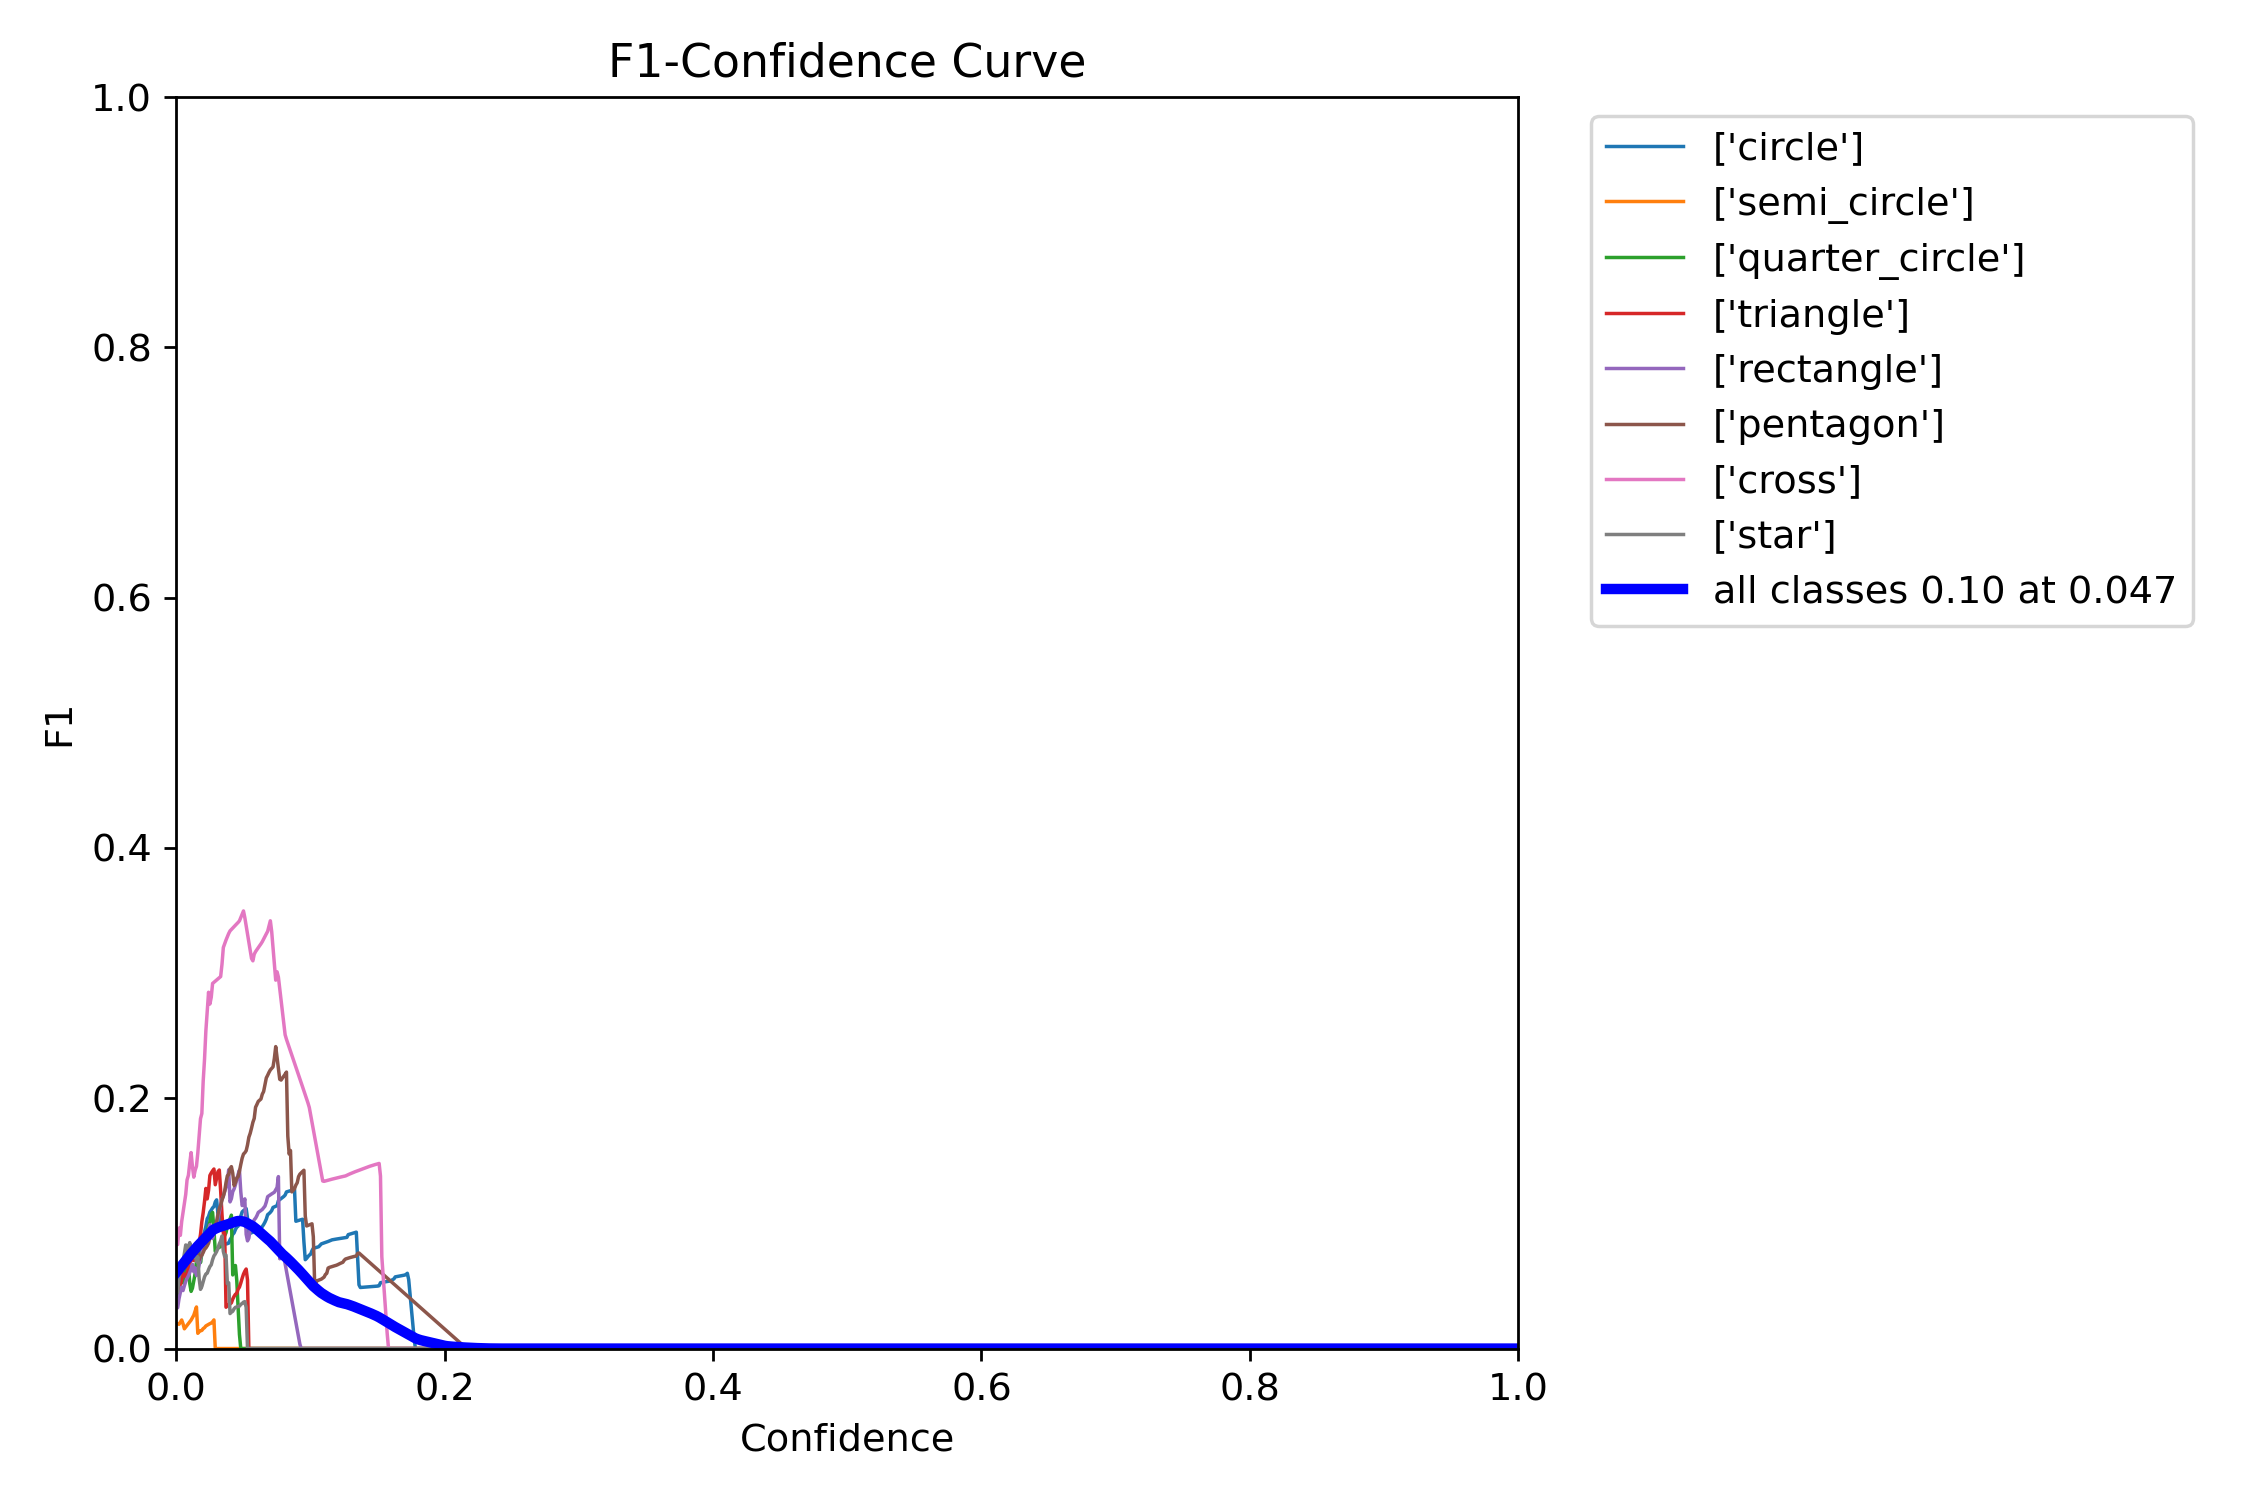 F1-Confidence Curve
1.0
0.8
0.6
0.4
0.2
0.0
F1
0.0
0.2
0.4
0.6
0.8
1.0
Confidence
['circle']
['semi_circle']
['quarter_circle']
['triangle']
['rectangle']
['pentagon']
['cross']
['star']
all classes 0.10 at 0.047